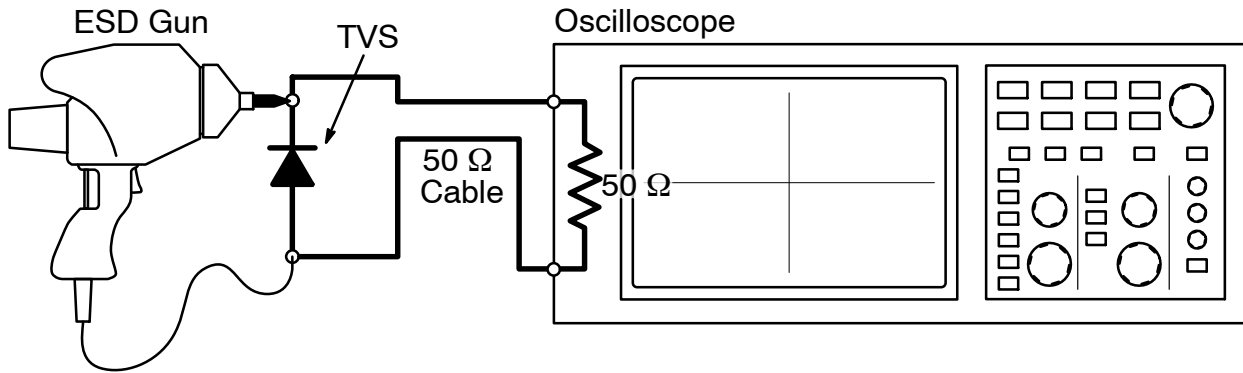 ESD Gun
TVS
Oscilloscope
50 Ω
Cable
50 Ω